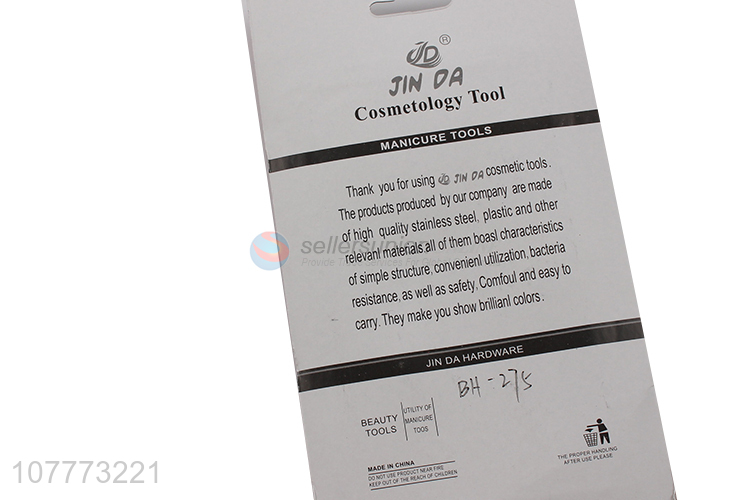 JD ®
JIN DA
Cosmetology Tool
MANICURE TOOLS
Thank you for using JD JIN DA cosmetic tools.
The products produced by our company are made
of high quality stainless steel, plastic and other
relevant materials,all of them boasl characteristics
of simple structure, convenienl utilization, bacteria
resistance, as well as safety, Comfoul and easy to
carry. They make you show brillianl colors.
JIN DA HARDWARE
BH-275
BEAUTY
TOOLS
UTILITY OF
MANICURE
TOOS
MADE IN CHINA
DO NOT USE PRODUCT NEAR FIRE
KEEP OUT OF THE REACH OF CHILDREN
THE PROPER HANDLING
AFTER USE PLEASE
107773221